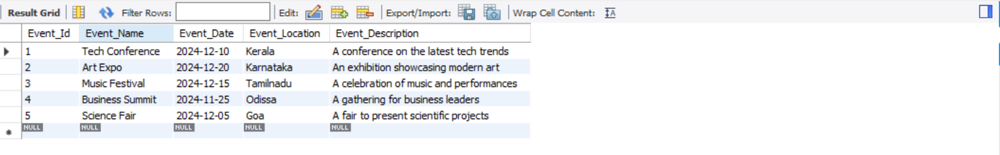 Result Grid Filter Rows: Edit: Export/Import: Wrap Cell Content: IA
Event_Id Event_Name Event_Date Event_Location Event_Description
1 Tech Conference 2024-12-10 Kerala A conference on the latest tech trends
2 Art Expo 2024-12-20 Karnataka An exhibition showcasing modern art
3 Music Festival 2024-12-15 Tamilnadu A celebration of music and performances
4 Business Summit 2024-11-25 Odissa A gathering for business leaders
5 Science Fair 2024-12-05 Goa A fair to present scientific projects
NULL NULL NULL NULL NULL